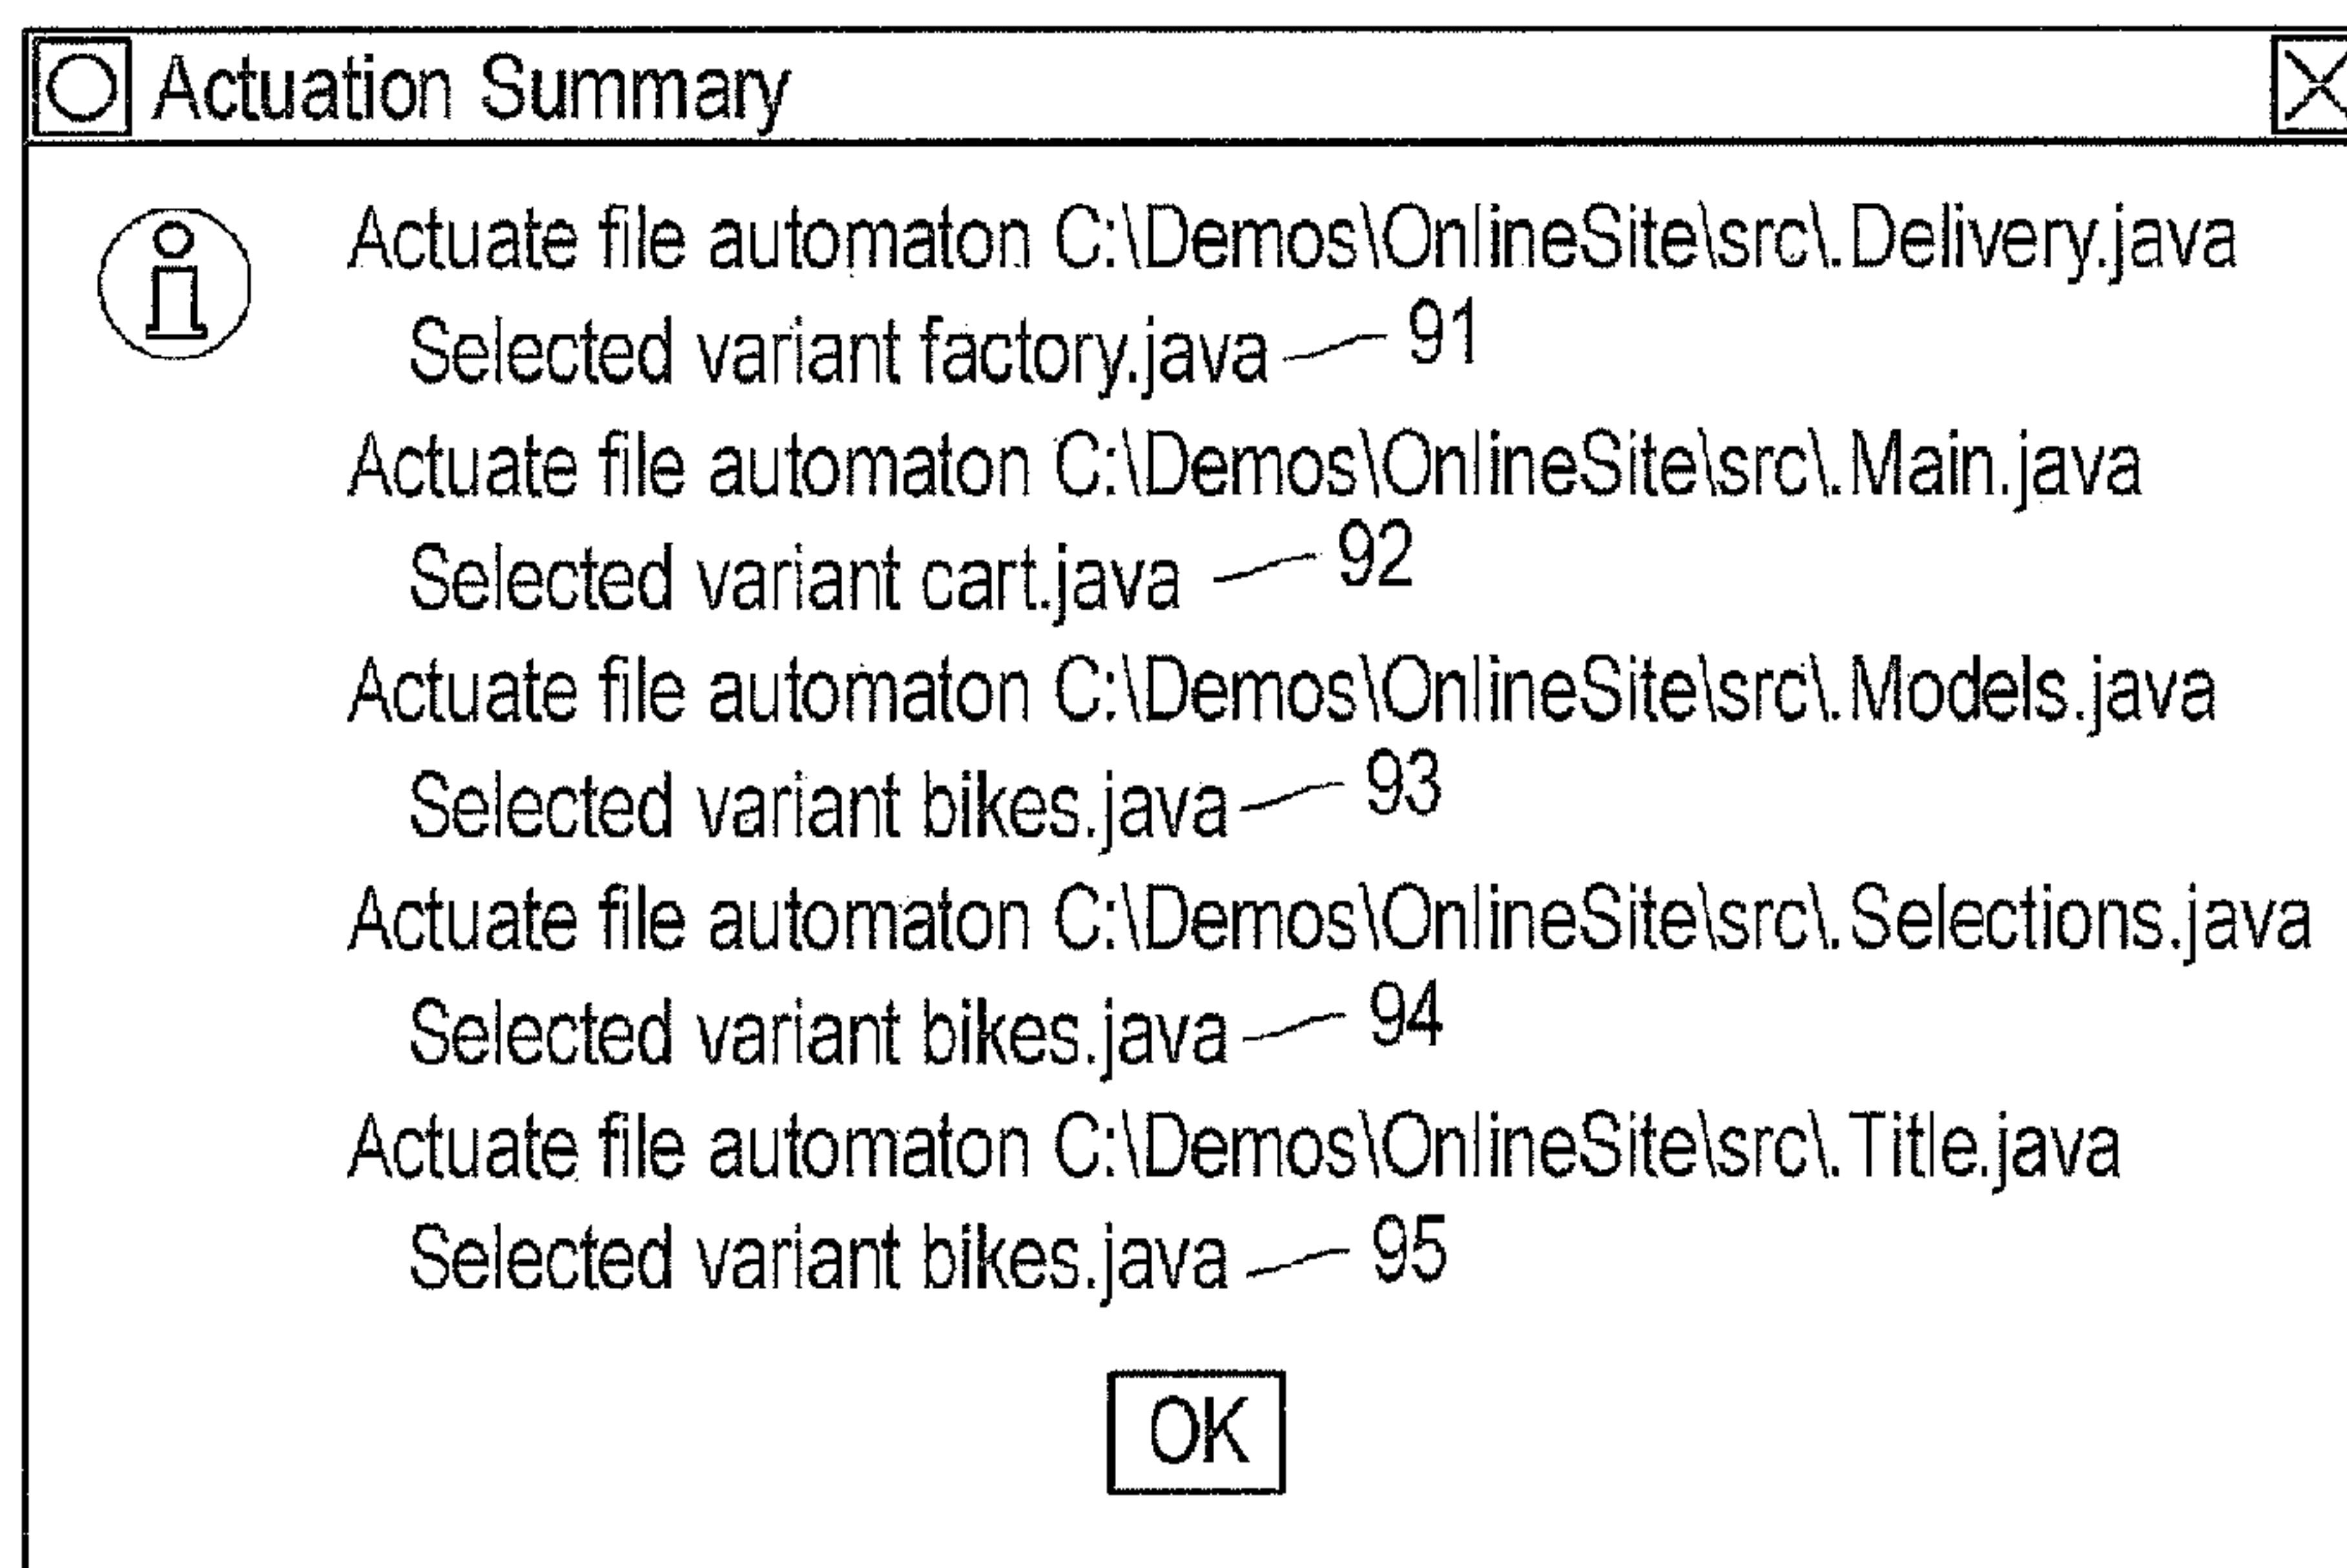 Actuation Summary
Actuate file automaton C:\Demos\OnlineSite\src\.Delivery.java
Selected variant factory.java 91
Actuate file automaton C:\Demos\OnlineSite\src\.Main.java
Selected variant cart.java 92
Actuate file automaton C:\Demos\OnlineSite\src\.Models.java
Selected variant bikes.java 93
Actuate file automaton C:\Demos\OnlineSite\src\.Selections.java
Selected variant bikes.java 94
Actuate file automaton C:\Demos\OnlineSite\src\.Title.java
Selected variant bikes.java 95
OK